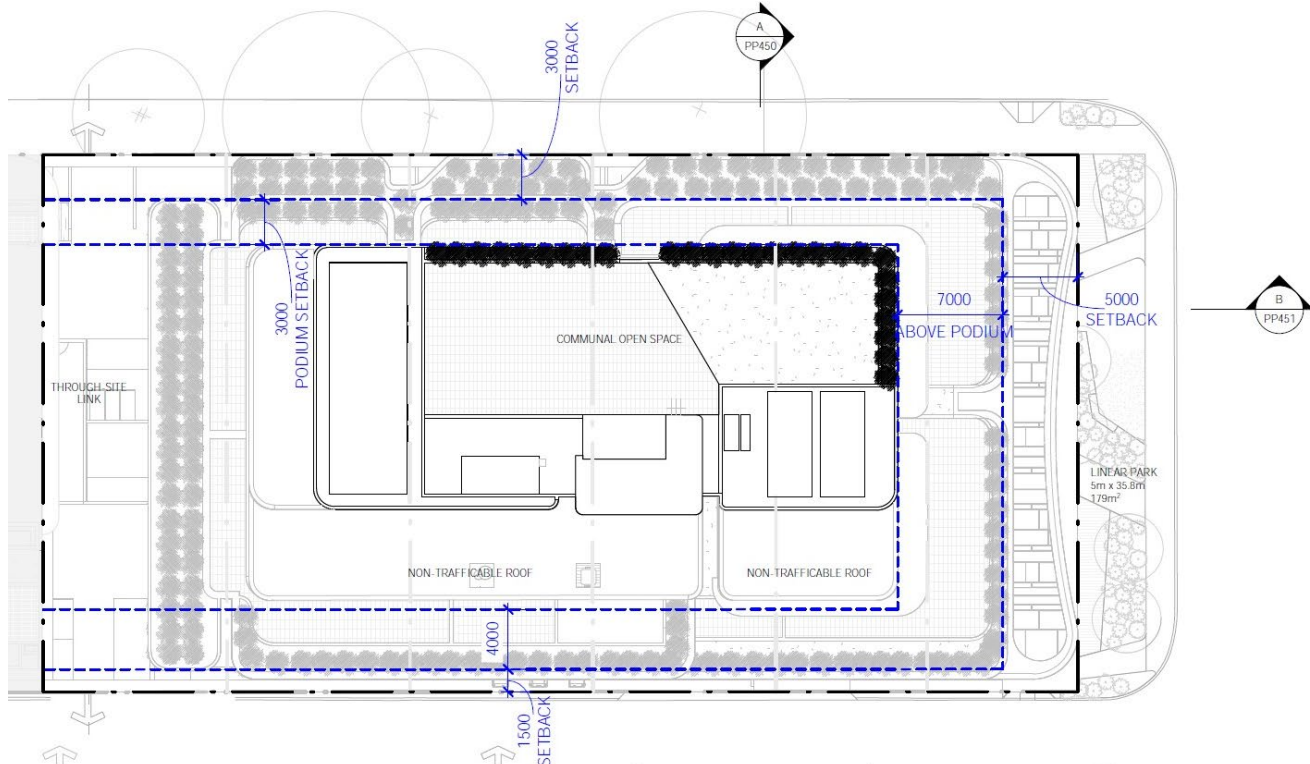 A
PP450
3000
SETBACK
3000
PODIUM SETBACK
COMMUNAL OPEN SPACE
7000
ABOVE PODIUM
5000
SETBACK
B
PP451
THROUGH-SITE
LINK
LINEAR PARK
5m x 35.8m
179m²
NON-TRAFFICABLE ROOF
NON-TRAFFICABLE ROOF
4000
1500
SETBACK